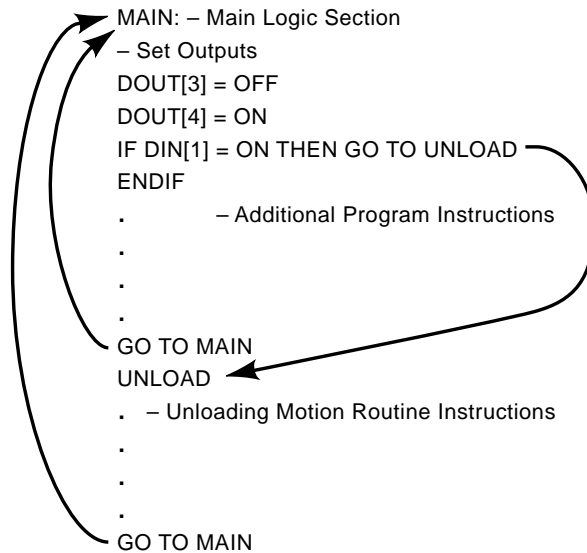 MAIN: – Main Logic Section
– Set Outputs
DOUT[3] = OFF
DOUT[4] = ON
IF DIN[1] = ON THEN GO TO UNLOAD
ENDIF
. – Additional Program Instructions
.
.
.
GO TO MAIN
UNLOAD
. – Unloading Motion Routine Instructions
.
.
.
GO TO MAIN